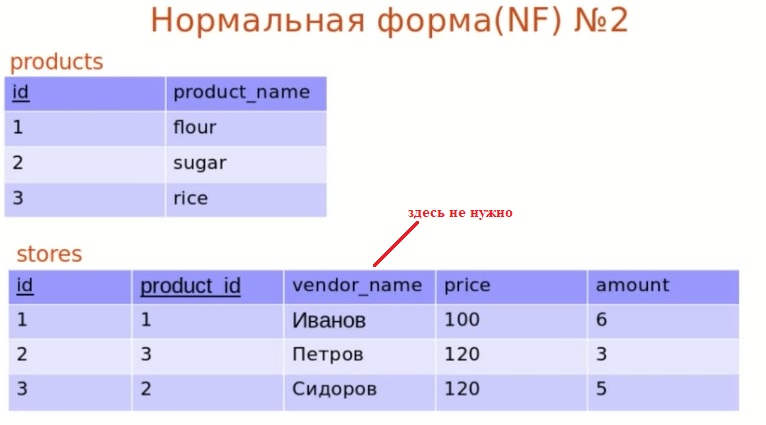 Нормальная форма(NF) №2
products
id product_name
1 flour
2 sugar
3 rice
здесь не нужно
stores
id product_id vendor_name price amount
1 1 Иванов 100 6
2 3 Петров 120 3
3 2 Сидоров 120 5